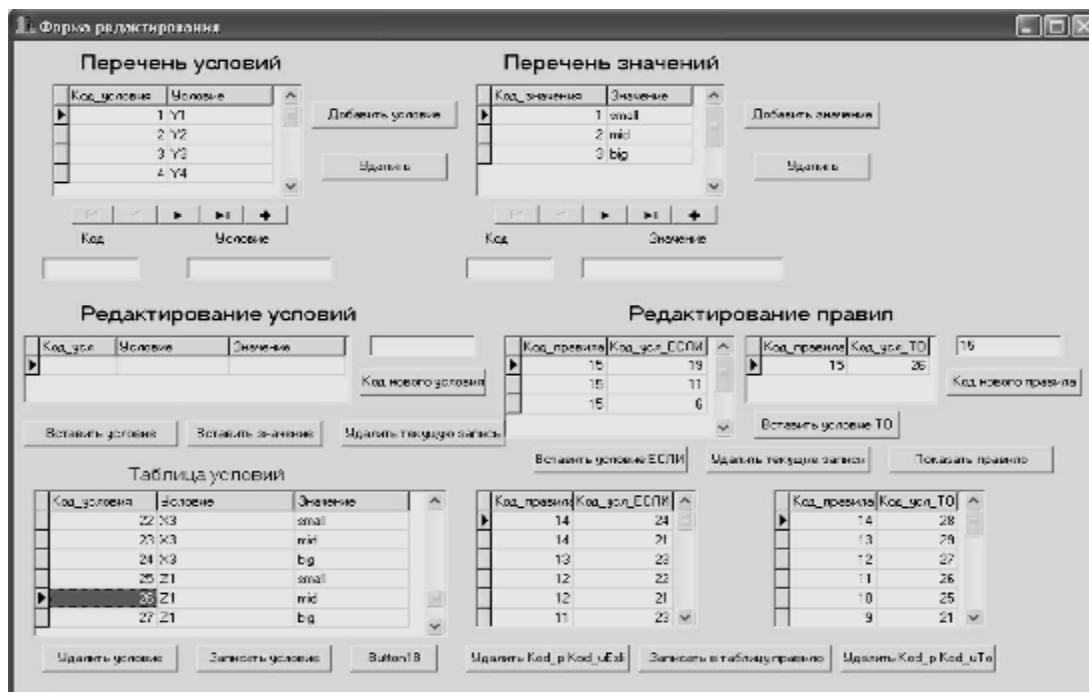 Форма редактирования
Перечень условий
Перечень значений
Код_условия Условие
1 Y1
2 Y2
3 Y3
4 Y4
Добавить условие
Удалить
Код_значения Значение
1 small
2 mid
3 big
Добавить значение
Удалить
Код Условие
Код Значение
Редактирование условий
Редактирование правил
Код_усл Условие Значение
Код нового условия
Вставить условие Вставить значение Удалить текущую запись
Код_правила Код_усл_ЕСЛИ
15 19
15 11
15 6
Код_правила Код_усл_ТО
15 26
15
Код нового правила
Вставить условие ТО
Вставить условие ЕСЛИ Удалить текущие записи Показать правило
Таблица условий
Код_условия Условие Значение
22 X3 small
23 X3 mid
24 X3 big
25 Z1 small
26 Z1 mid
27 Z1 big
Код_правила Код_усл_ЕСЛИ
14 24
14 21
13 23
12 22
12 21
11 23
Код_правила Код_усл_ТО
14 28
13 29
12 27
11 26
10 25
9 21
Удалить условие Записать условие Button18 Удалить Kod_p Kod_uEsli Записать в таблицу правило Удалить Kod_p Kod_uTo